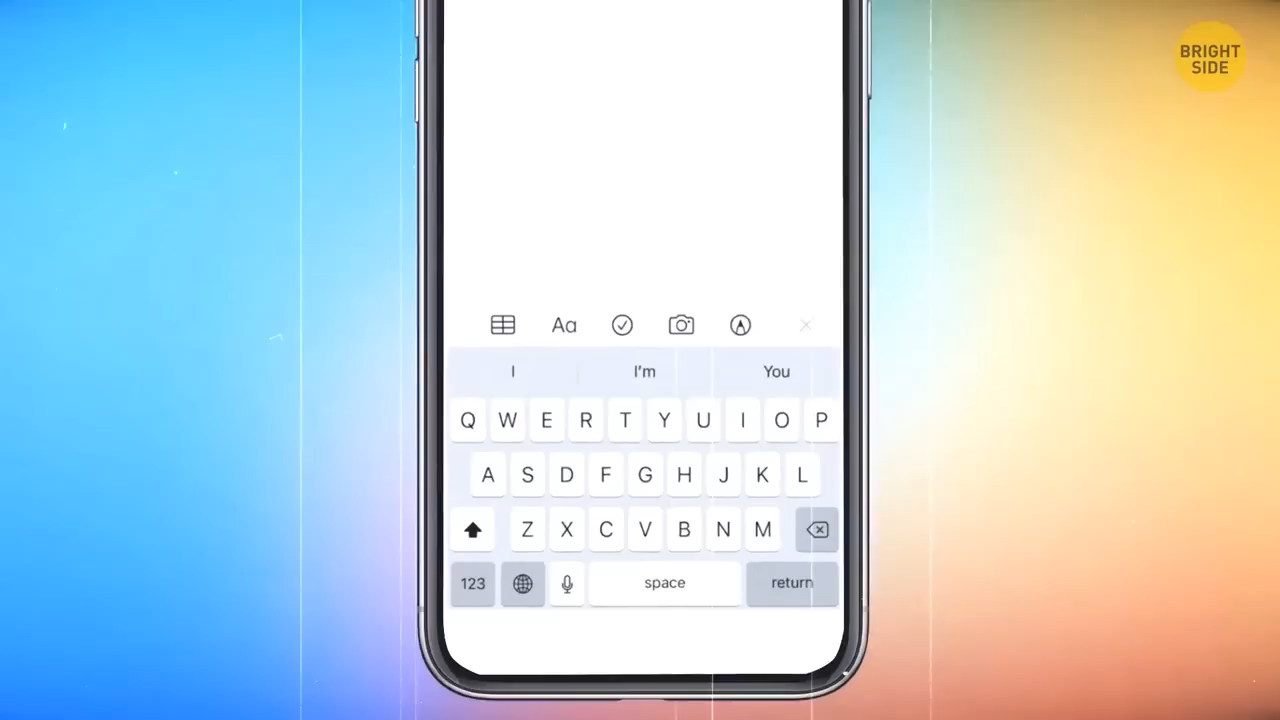 BRIGHT
SIDE
Aa
I I'm You
Q W E R T Y U I O P
A S D F G H J K L
Z X C V B N M
123 space return